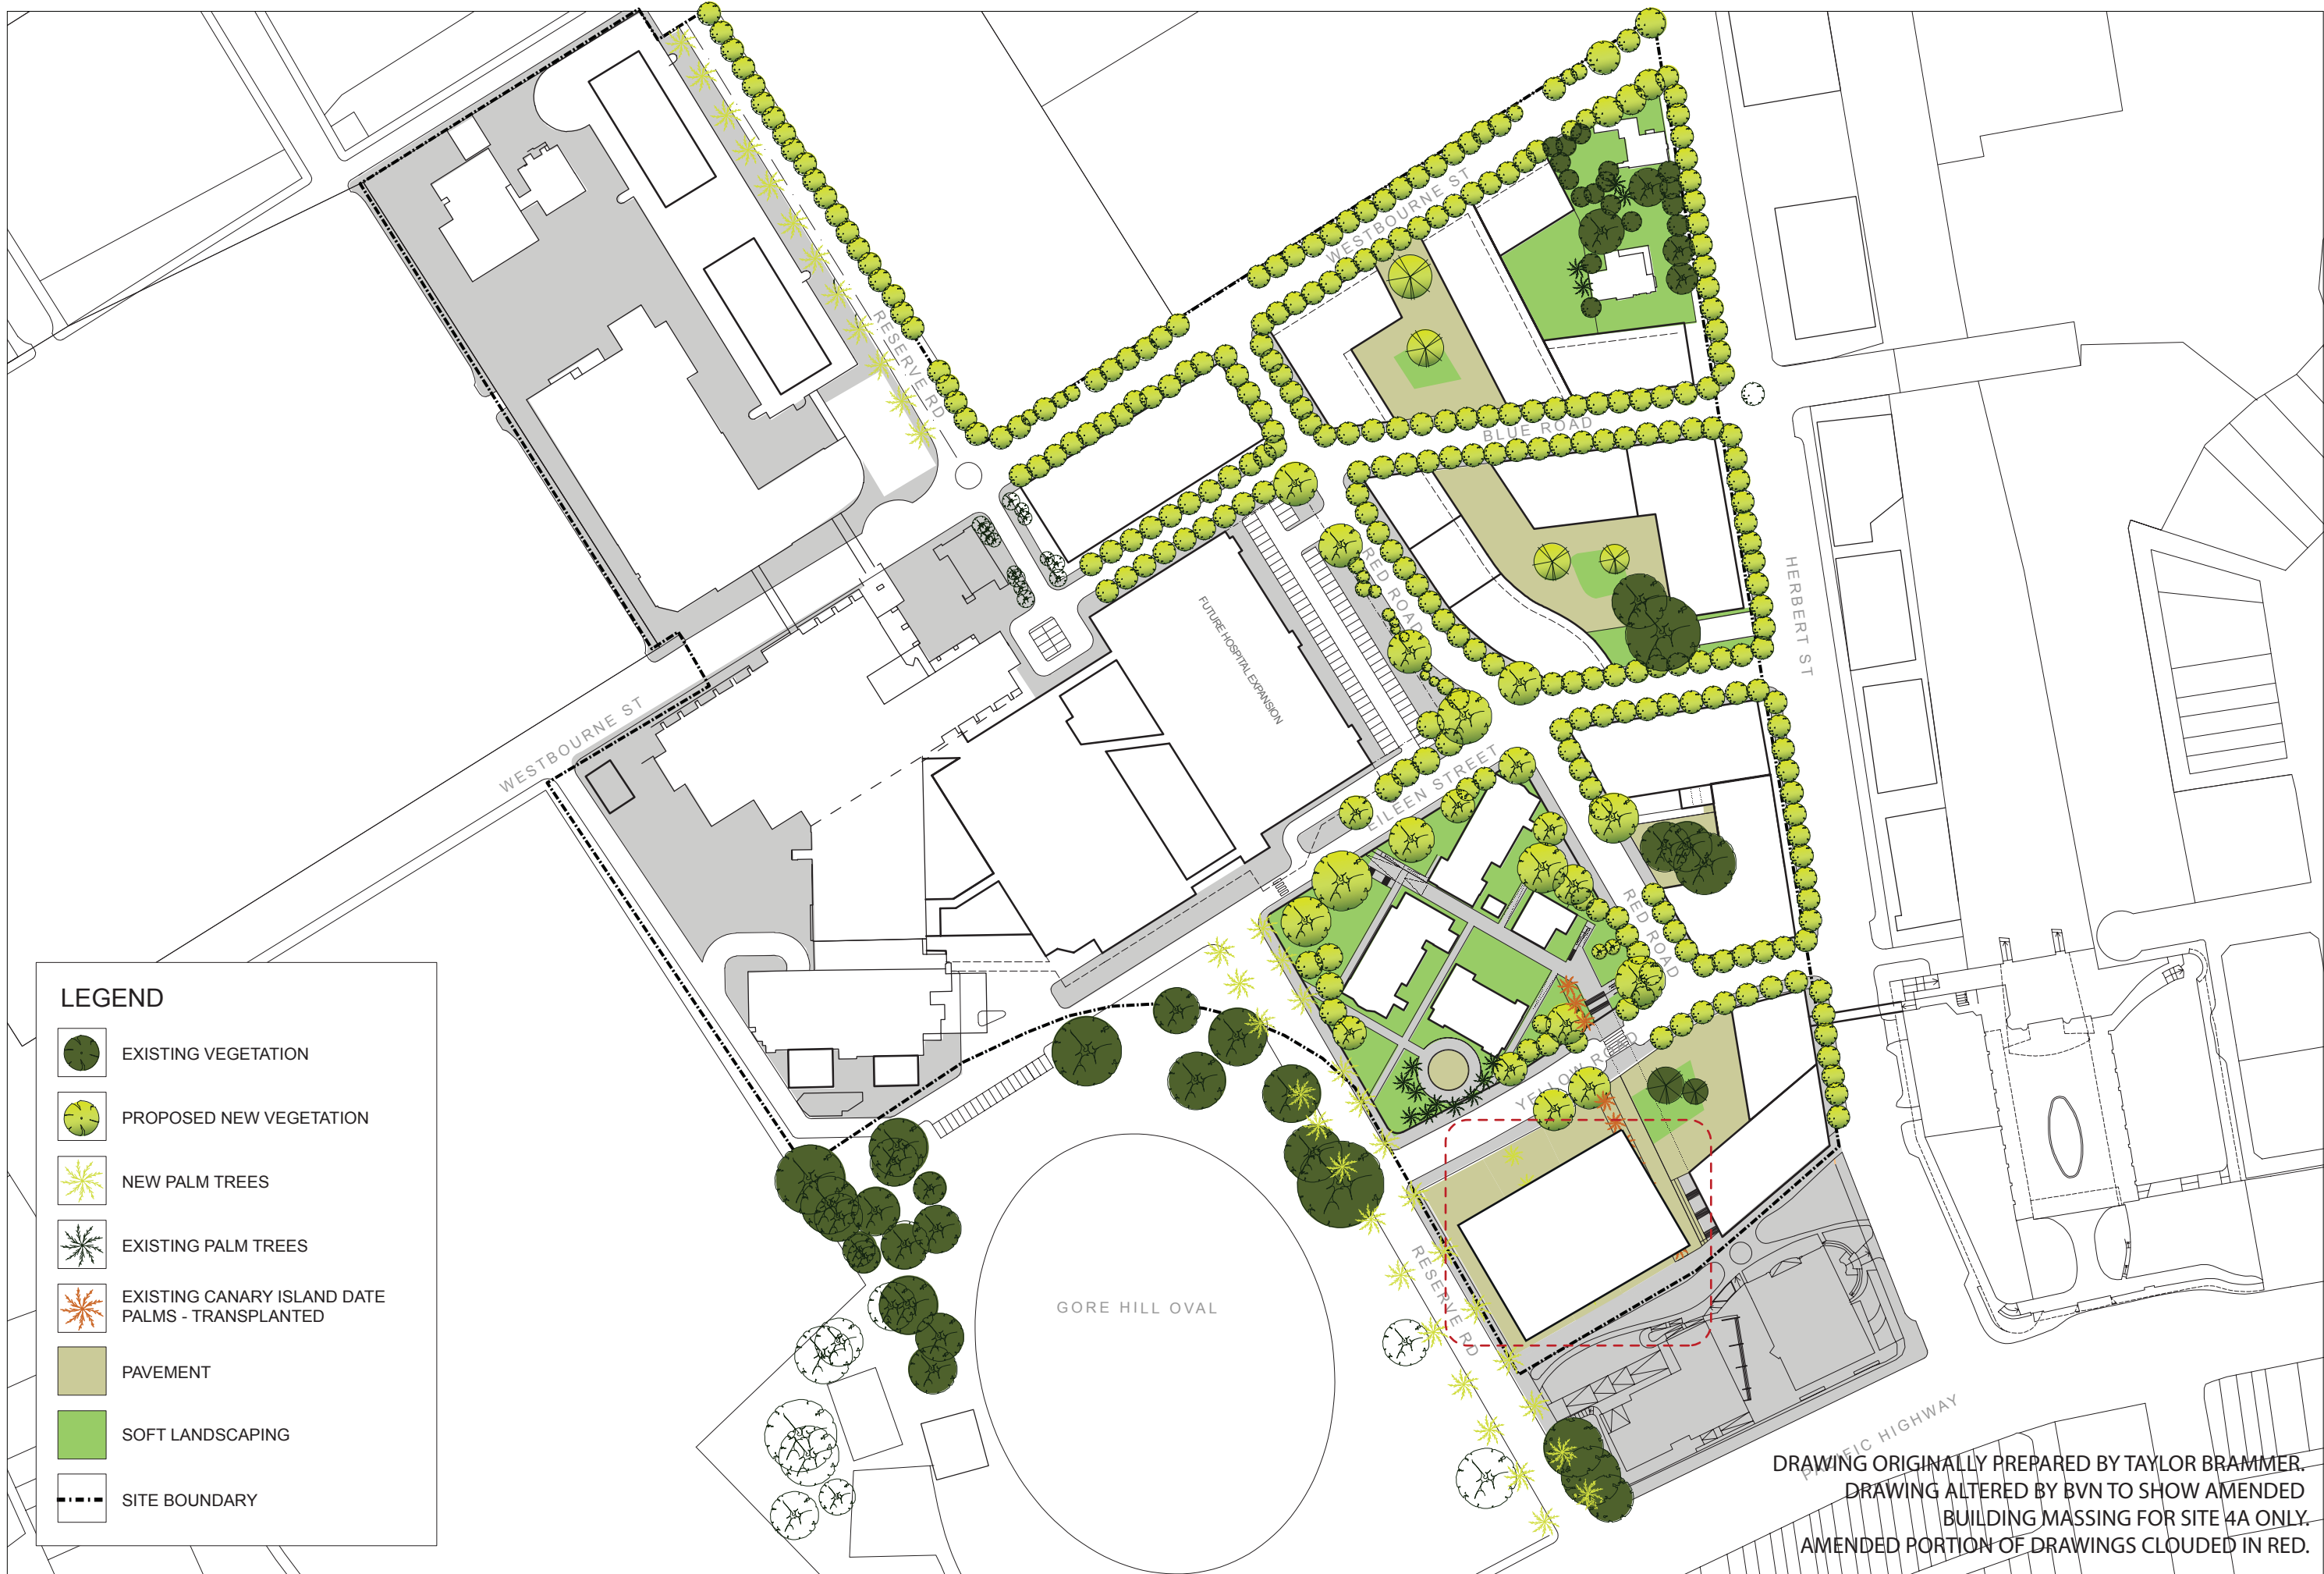 WESTBOURNE ST
RESERVE RD
BLUE ROAD
HERBERT ST
RED ROAD
FUTURE HOSPITAL EXPANSION
WESTBOURNE ST
EILEEN STREET
RED ROAD
YELLOW ROAD
GORE HILL OVAL
RESERVE RD
PACIFIC HIGHWAY
LEGEND
EXISTING VEGETATION
PROPOSED NEW VEGETATION
NEW PALM TREES
EXISTING PALM TREES
EXISTING CANARY ISLAND DATE
PALMS - TRANSPLANTED
PAVEMENT
SOFT LANDSCAPING
SITE BOUNDARY
DRAWING ORIGINALLY PREPARED BY TAYLOR BRAMMER.
DRAWING ALTERED BY BVN TO SHOW AMENDED
BUILDING MASSING FOR SITE 4A ONLY.
AMENDED PORTION OF DRAWINGS CLOUDED IN RED.